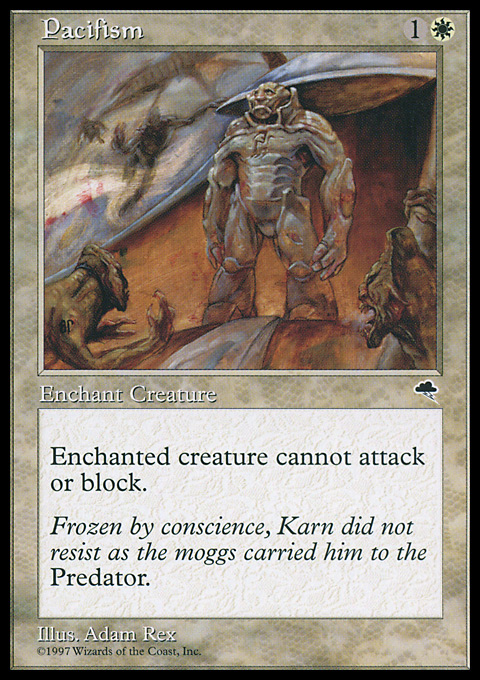 Pacifism 1
Enchant Creature
Enchanted creature cannot attack
or block.
Frozen by conscience, Karn did not
resist as the moggs carried him to the
Predator.
Illus. Adam Rex
©1997 Wizards of the Coast, Inc.